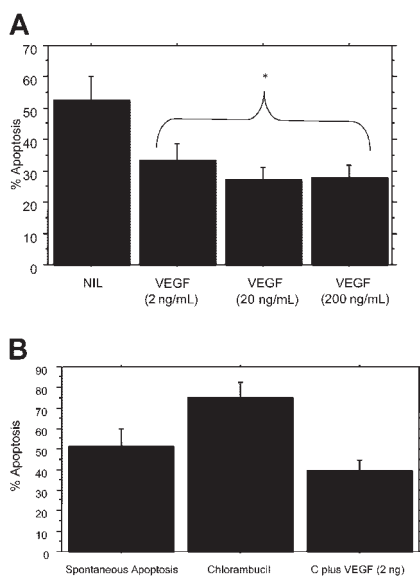 A
% Apoptosis
70
60
50
40
30
20
10
0
*
NIL
VEGF
(2 ng/mL)
VEGF
(20 ng/mL)
VEGF
(200 ng/mL)
B
% Apoptosis
90
80
70
60
50
40
30
20
10
0
Spontaneous Apoptosis
Chlorambucil
C plus VEGF (2 ng)